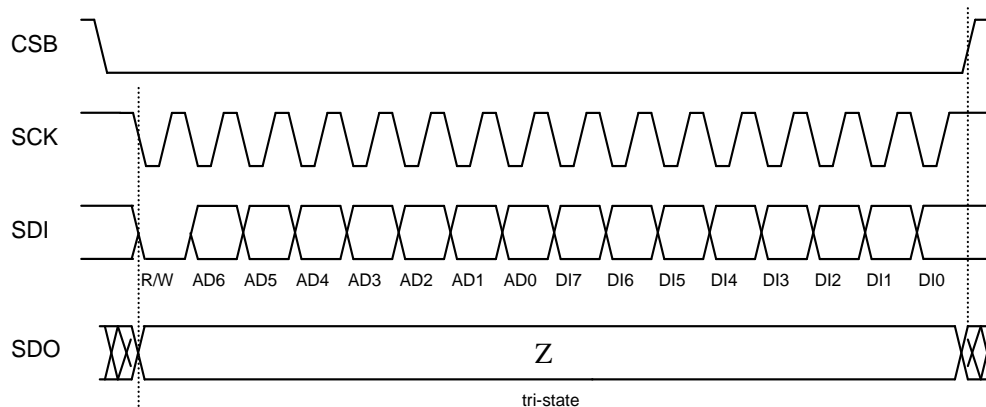 CSB
SCK
SDI
R/W AD6 AD5 AD4 AD3 AD2 AD1 AD0 DI7 DI6 DI5 DI4 DI3 DI2 DI1 DI0
SDO
Z
tri-state